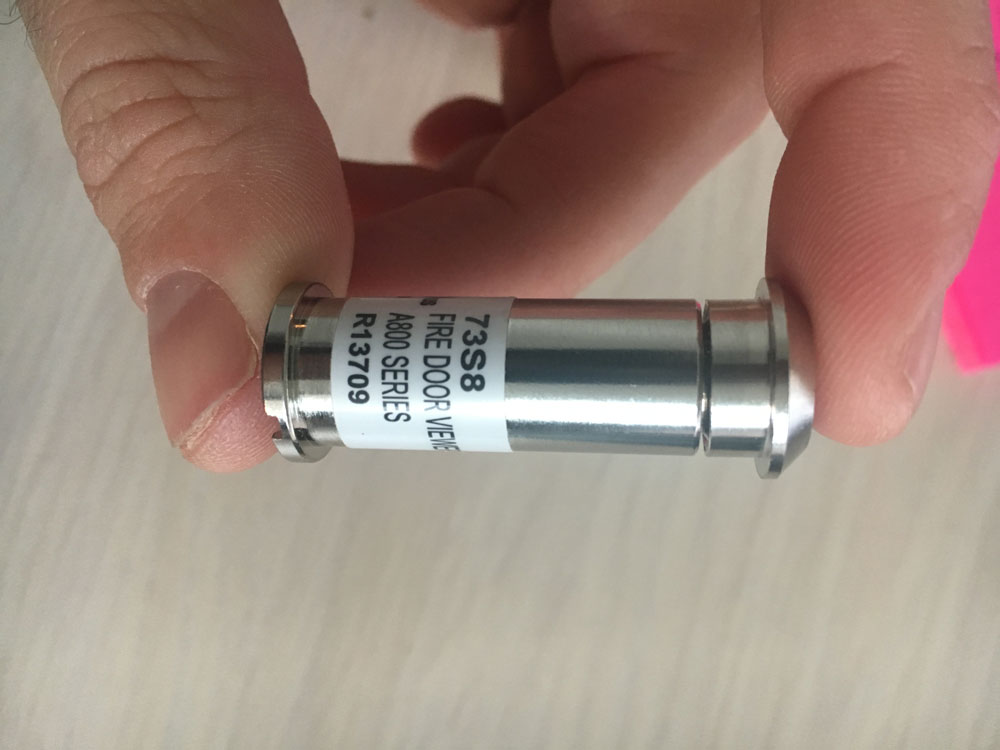 73S8
FIRE DOOR VIEWE
A800 SERIES
R13709